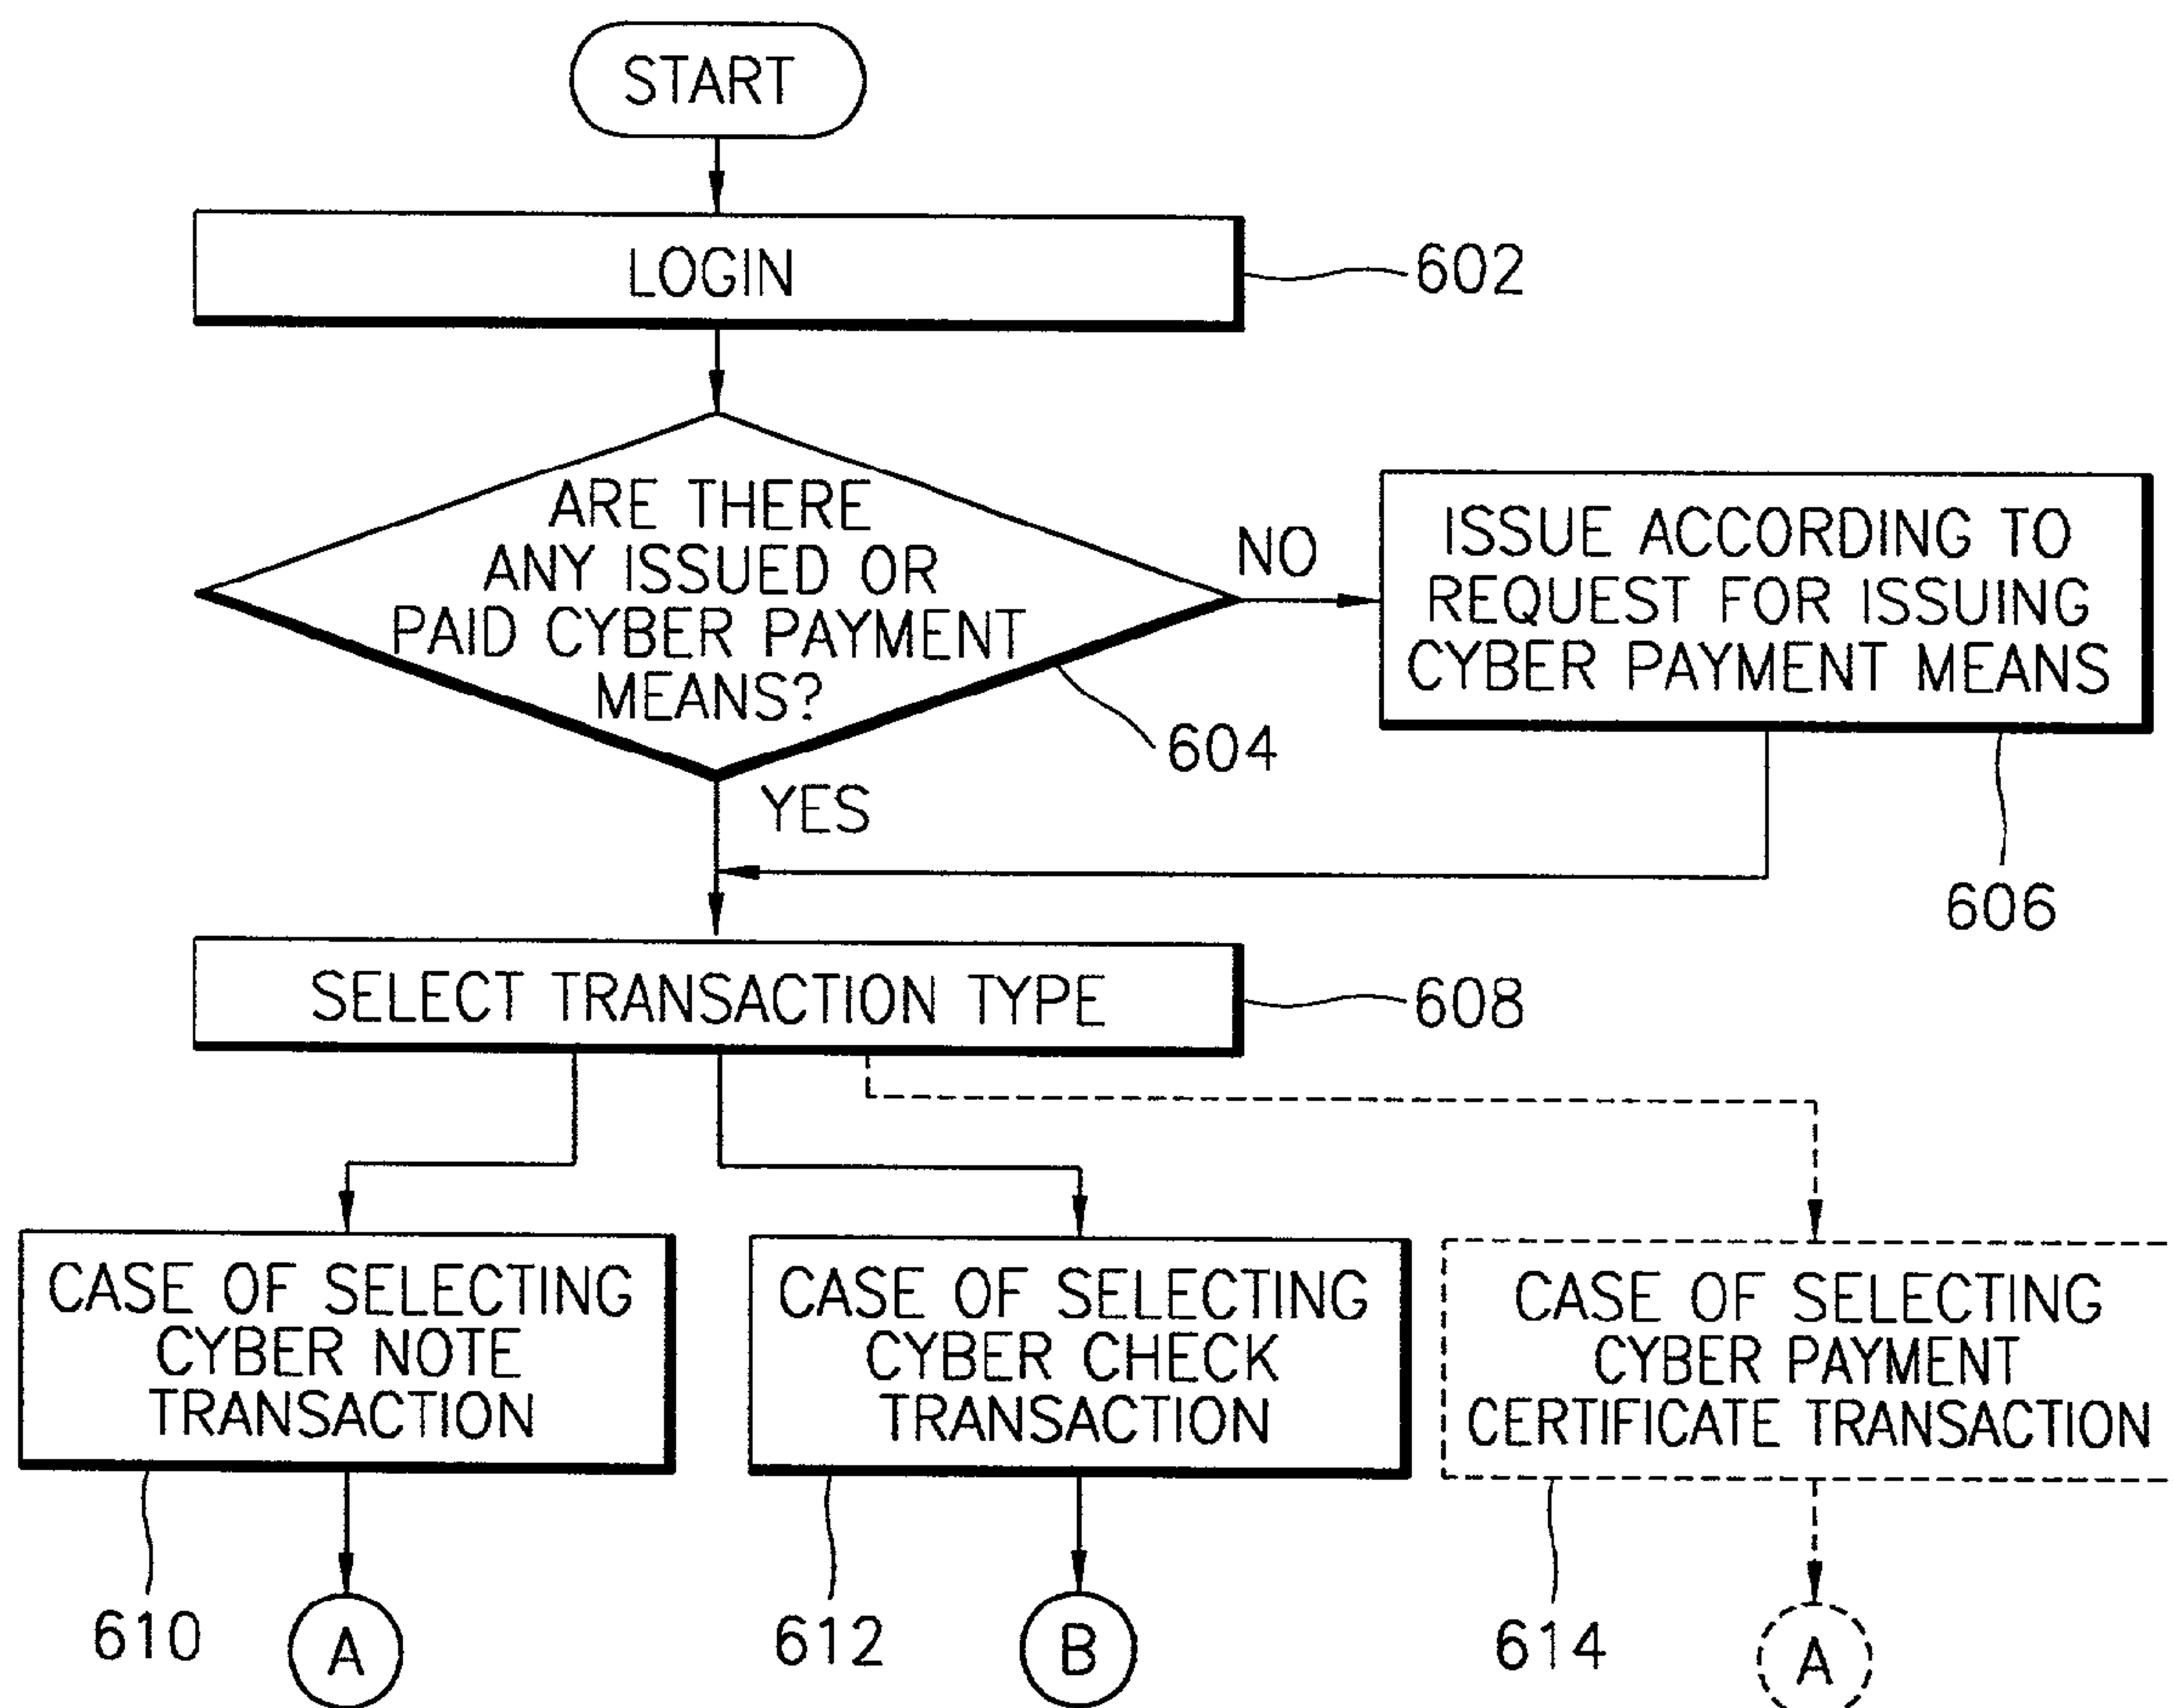 START
LOGIN
602
ARE THERE
ANY ISSUED OR
PAID CYBER PAYMENT
MEANS?
604
NO
ISSUE ACCORDING TO
REQUEST FOR ISSUING
CYBER PAYMENT MEANS
606
YES
SELECT TRANSACTION TYPE
608
CASE OF SELECTING
CYBER NOTE
TRANSACTION
610
A
CASE OF SELECTING
CYBER CHECK
TRANSACTION
612
B
CASE OF SELECTING
CYBER PAYMENT
CERTIFICATE TRANSACTION
614
A